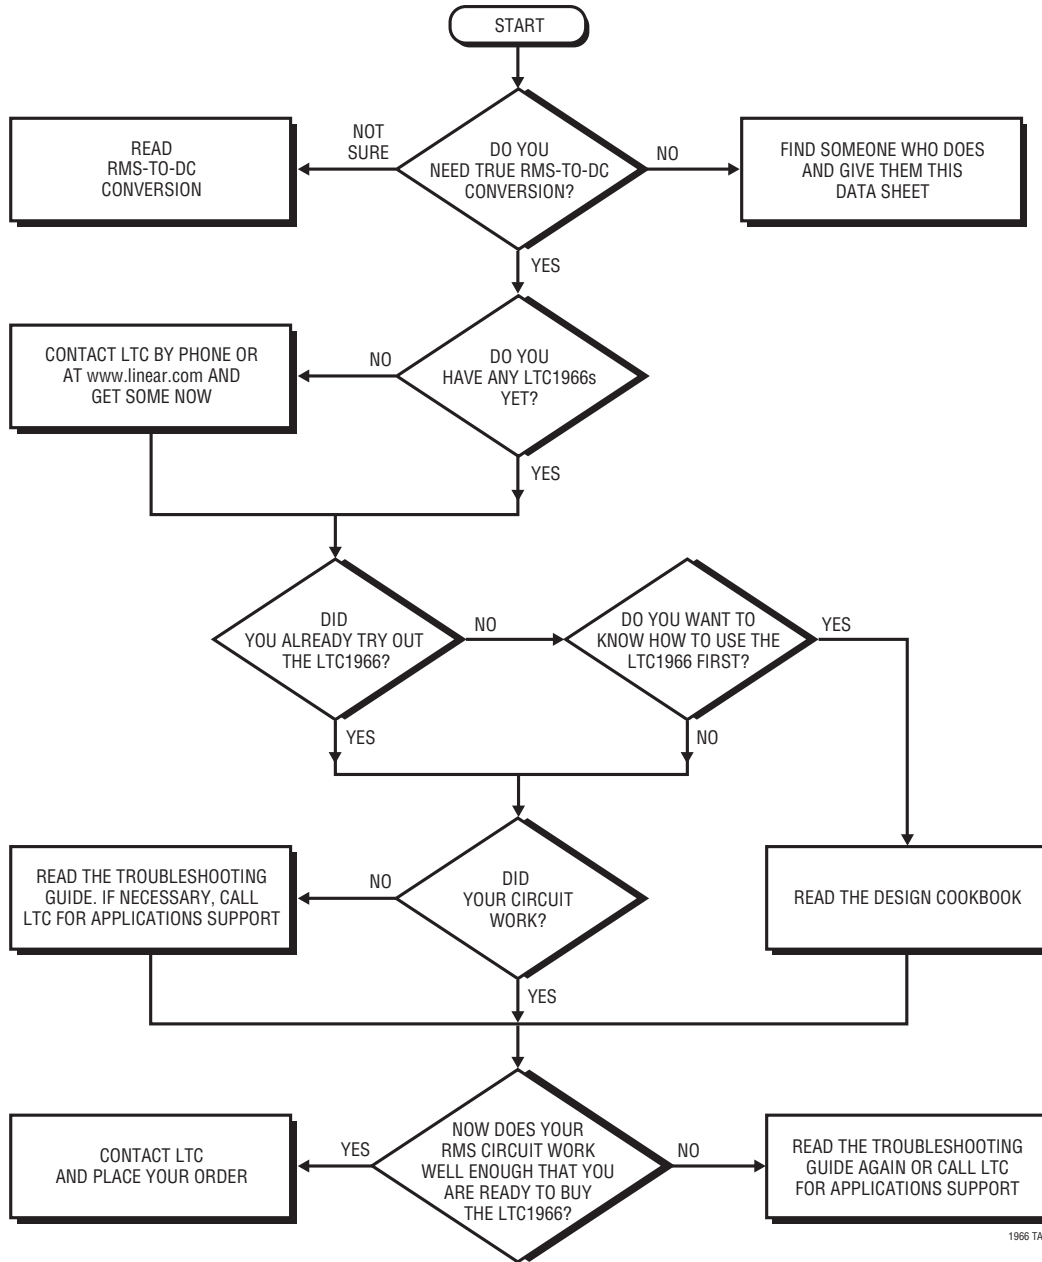 START
NOT
SURE
DO YOU
NEED TRUE RMS-TO-DC
CONVERSION?
NO
READ
RMS-TO-DC
CONVERSION
FIND SOMEONE WHO DOES
AND GIVE THEM THIS
DATA SHEET
YES
CONTACT LTC BY PHONE OR
AT www.linear.com AND
GET SOME NOW
NO
DO YOU
HAVE ANY LTC1966s
YET?
YES
DID
YOU ALREADY TRY OUT
THE LTC1966?
NO
DO YOU WANT TO
KNOW HOW TO USE THE
LTC1966 FIRST?
YES
YES
NO
READ THE TROUBLESHOOTING
GUIDE. IF NECESSARY, CALL
LTC FOR APPLICATIONS SUPPORT
NO
DID
YOUR CIRCUIT
WORK?
READ THE DESIGN COOKBOOK
YES
CONTACT LTC
AND PLACE YOUR ORDER
YES
NOW DOES YOUR
RMS CIRCUIT WORK
WELL ENOUGH THAT YOU
ARE READY TO BUY
THE LTC1966?
NO
READ THE TROUBLESHOOTING
GUIDE AGAIN OR CALL LTC
FOR APPLICATIONS SUPPORT
1966 TA